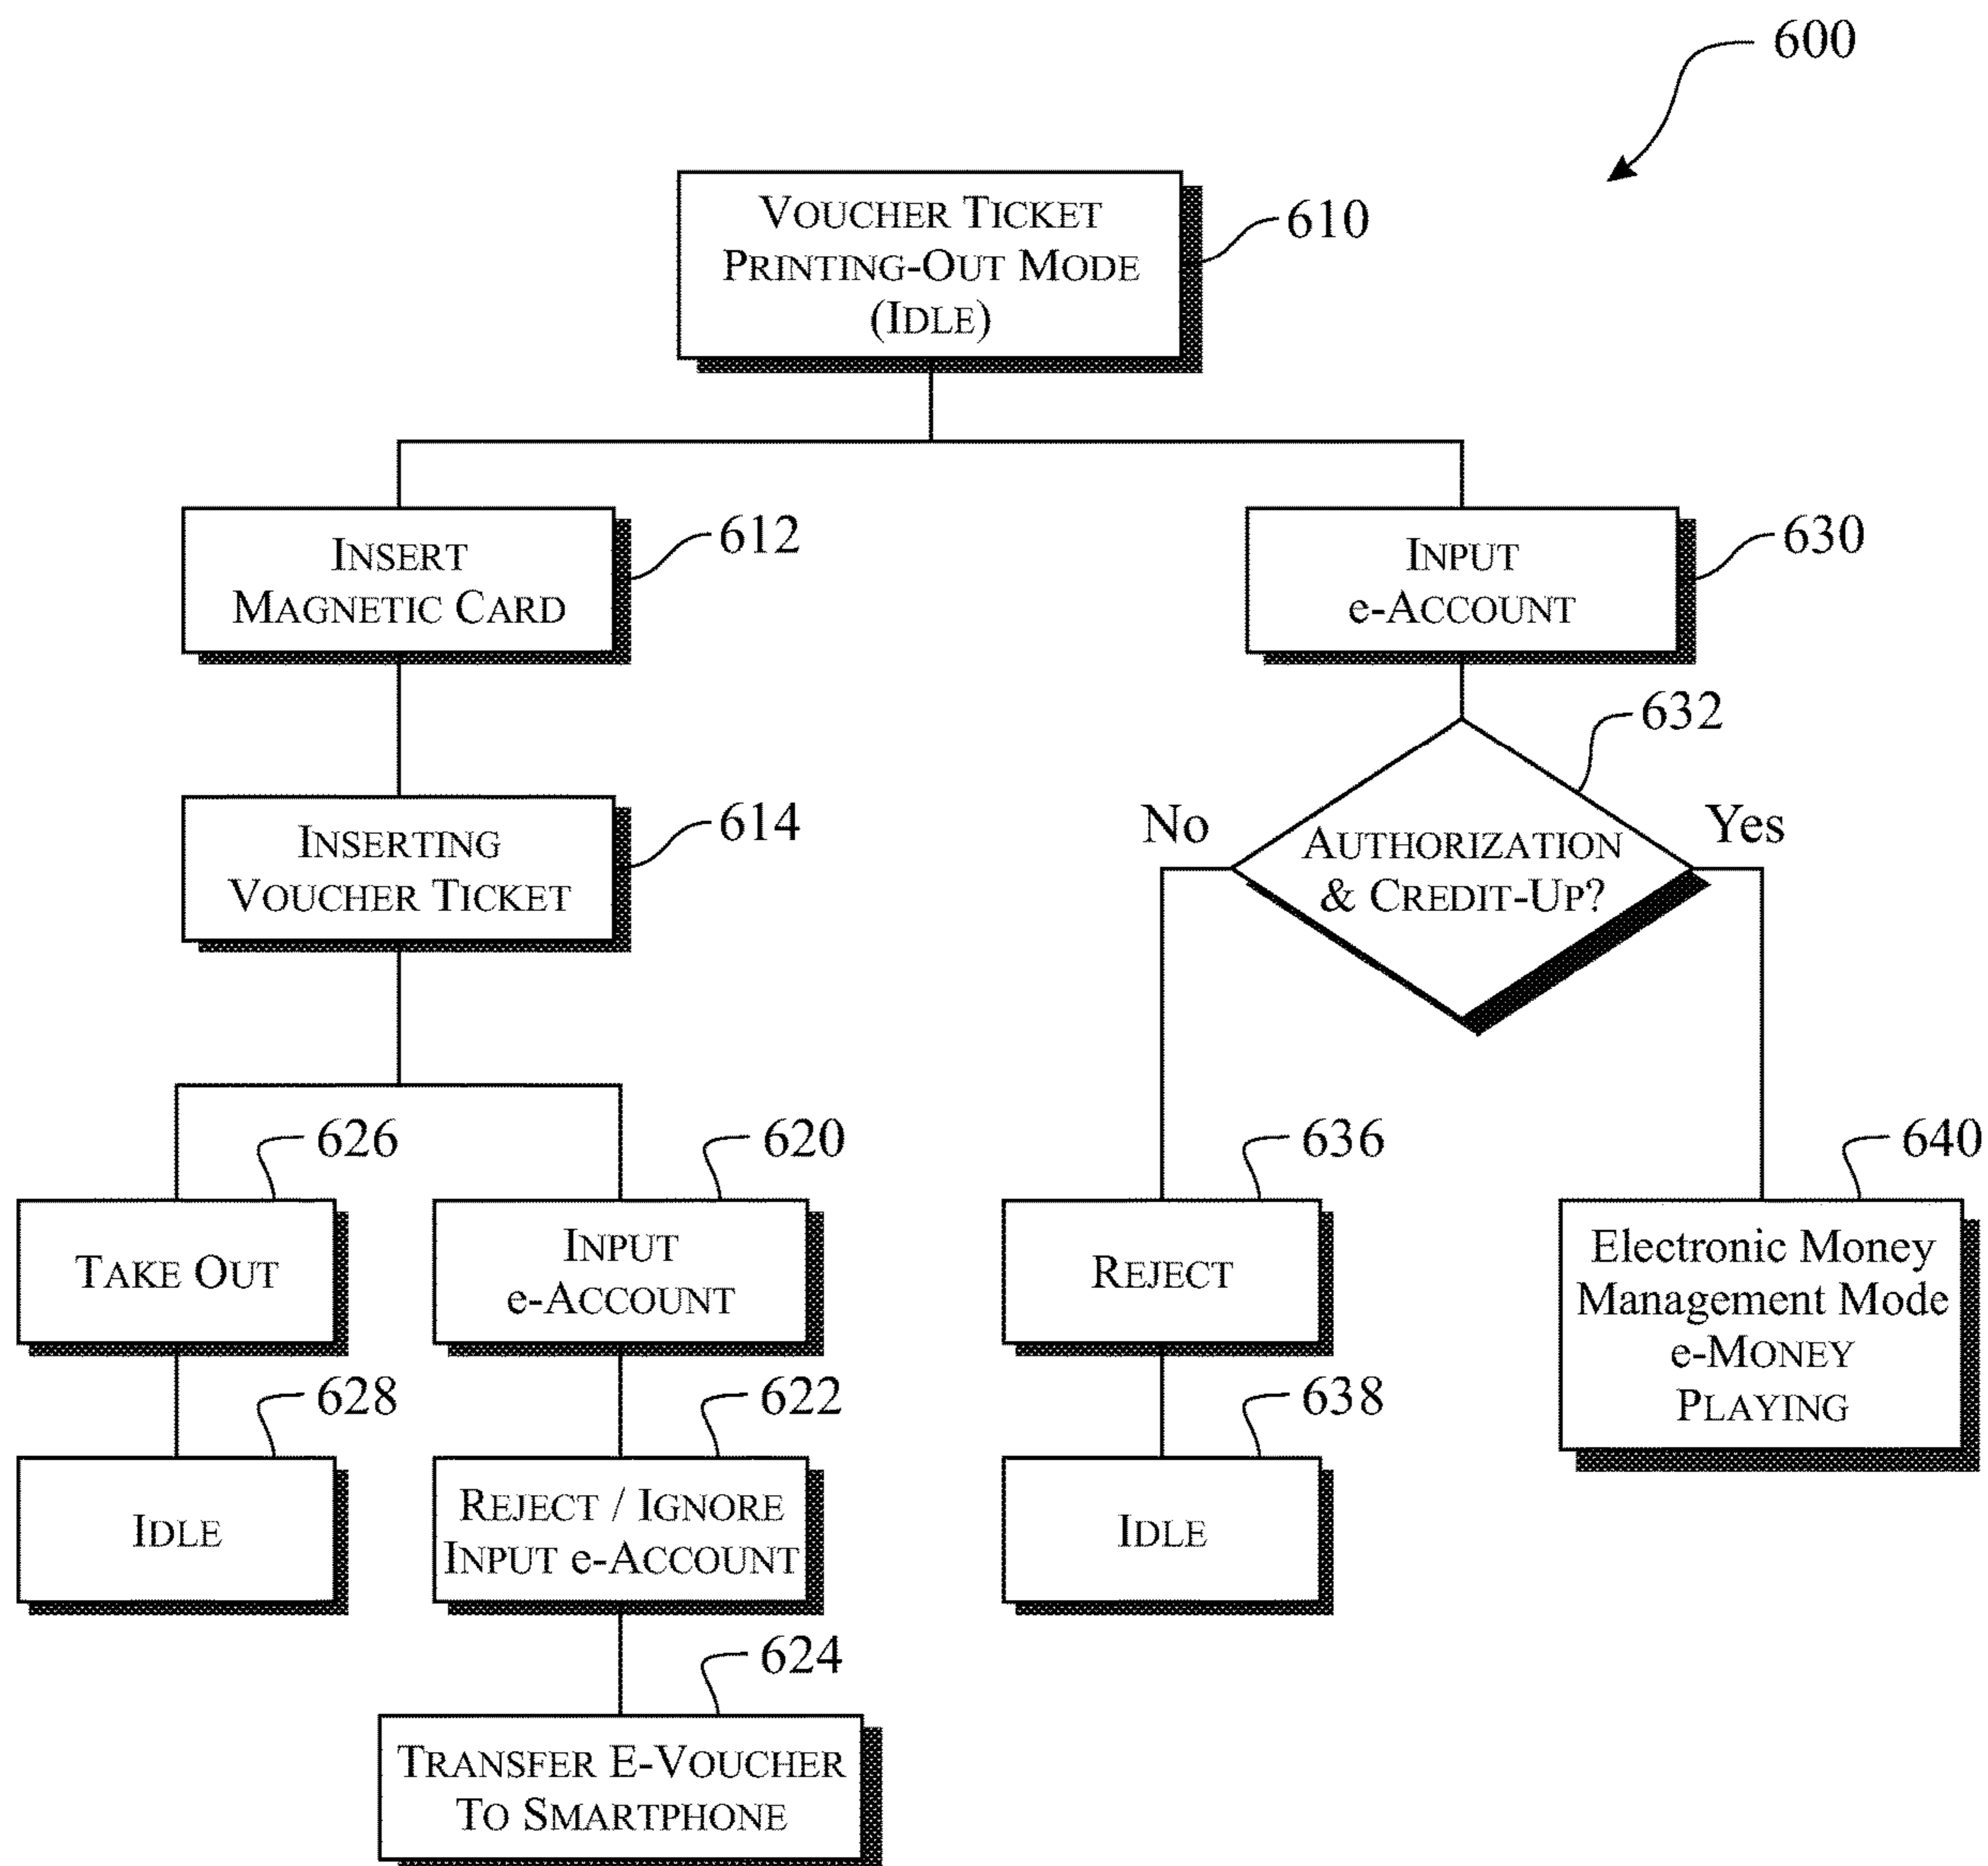 600
VOUCHER TICKET
PRINTING-OUT MODE
(IDLE)
610
INSERT
MAGNETIC CARD
612
INPUT
e-ACCOUNT
630
INSERTING
VOUCHER TICKET
614
632
No
AUTHORIZATION
& CREDIT-UP?
Yes
626
TAKE OUT
620
INPUT
e-ACCOUNT
636
REJECT
640
Electronic Money
Management Mode
e-MONEY
PLAYING
628
IDLE
622
REJECT / IGNORE
INPUT e-ACCOUNT
638
IDLE
624
TRANSFER E-VOUCHER
TO SMARTPHONE